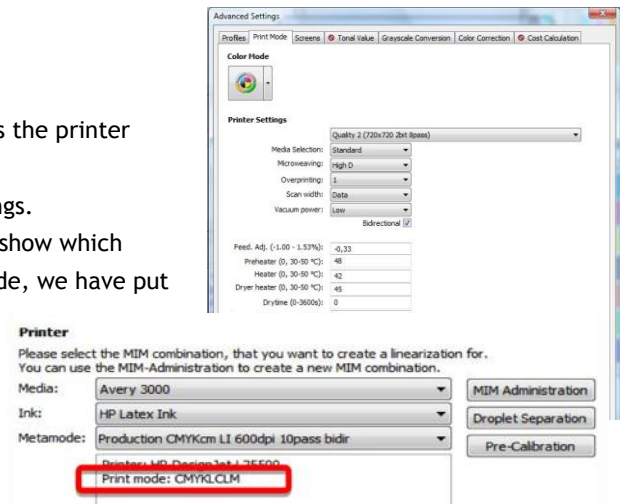 s the printer
ngs.
show which
de, we have put
Advanced Settings
Profiles Print Mode Screens Tonal Value Grayscale Conversion Color Correction Cost Calculation
Color Mode
Printer Settings
Quality 2 (720x720 2bit 8pass)
Media Selection: Standard
Microweaving: High D
Overprinting: 1
Scan width: Data
Vacuum power: Low
Bidirectional
Feed. Adj. (-1.00 - 1.53%): -0,33
Preheater (0, 30-50 °C): 48
Heater (0, 30-50 °C): 42
Dryer heater (0, 30-50 °C): 45
Drytime (0-3600s): 0
Printer
Please select the MIM combination, that you want to create a linearization for.
You can use the MIM-Administration to create a new MIM combination.
Media: Avery 3000 MIM Administration
Ink: HP Latex Ink Droplet Separation
Metamode: Production CMYKcm LI 600dpi 10pass bidir Pre-Calibration
Printer: HP DesignJet L25500
Print mode: CMYKLCLM